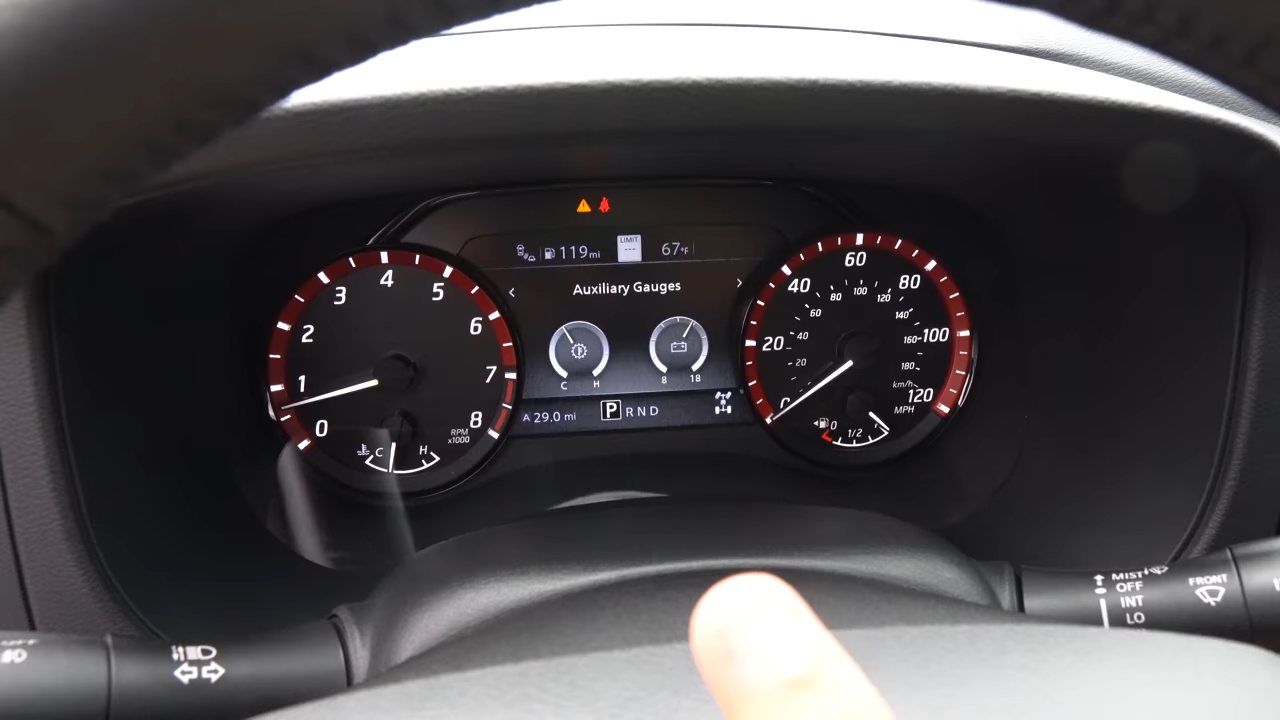 LIMIT
---
119 mi
67°F
< Auxiliary Gauges >
C H
8 18
A 29.0 mi
P R N D
0
1
2
3
4
5
6
7
8
RPM
x1000
C H
20
40
60
80
100
120
MPH
20
40
60
80
100
120
140
160
180
km/h
0 1/2
MIST
OFF
INT
LO
FRONT